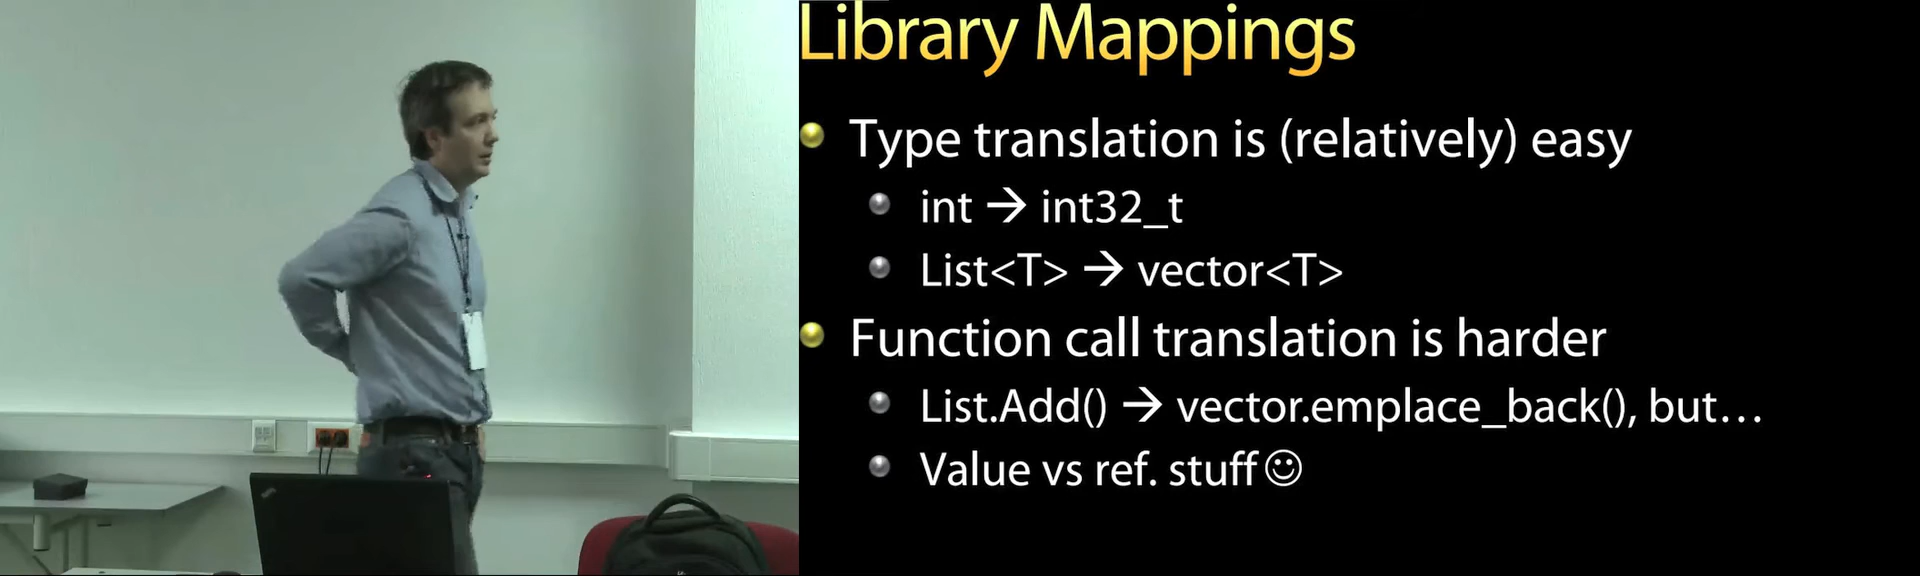 Library Mappings
Type translation is (relatively) easy
int → int32_t
List<T> → vector<T>
Function call translation is harder
List.Add() → vector.emplace_back(), but…
Value vs ref. stuff☺